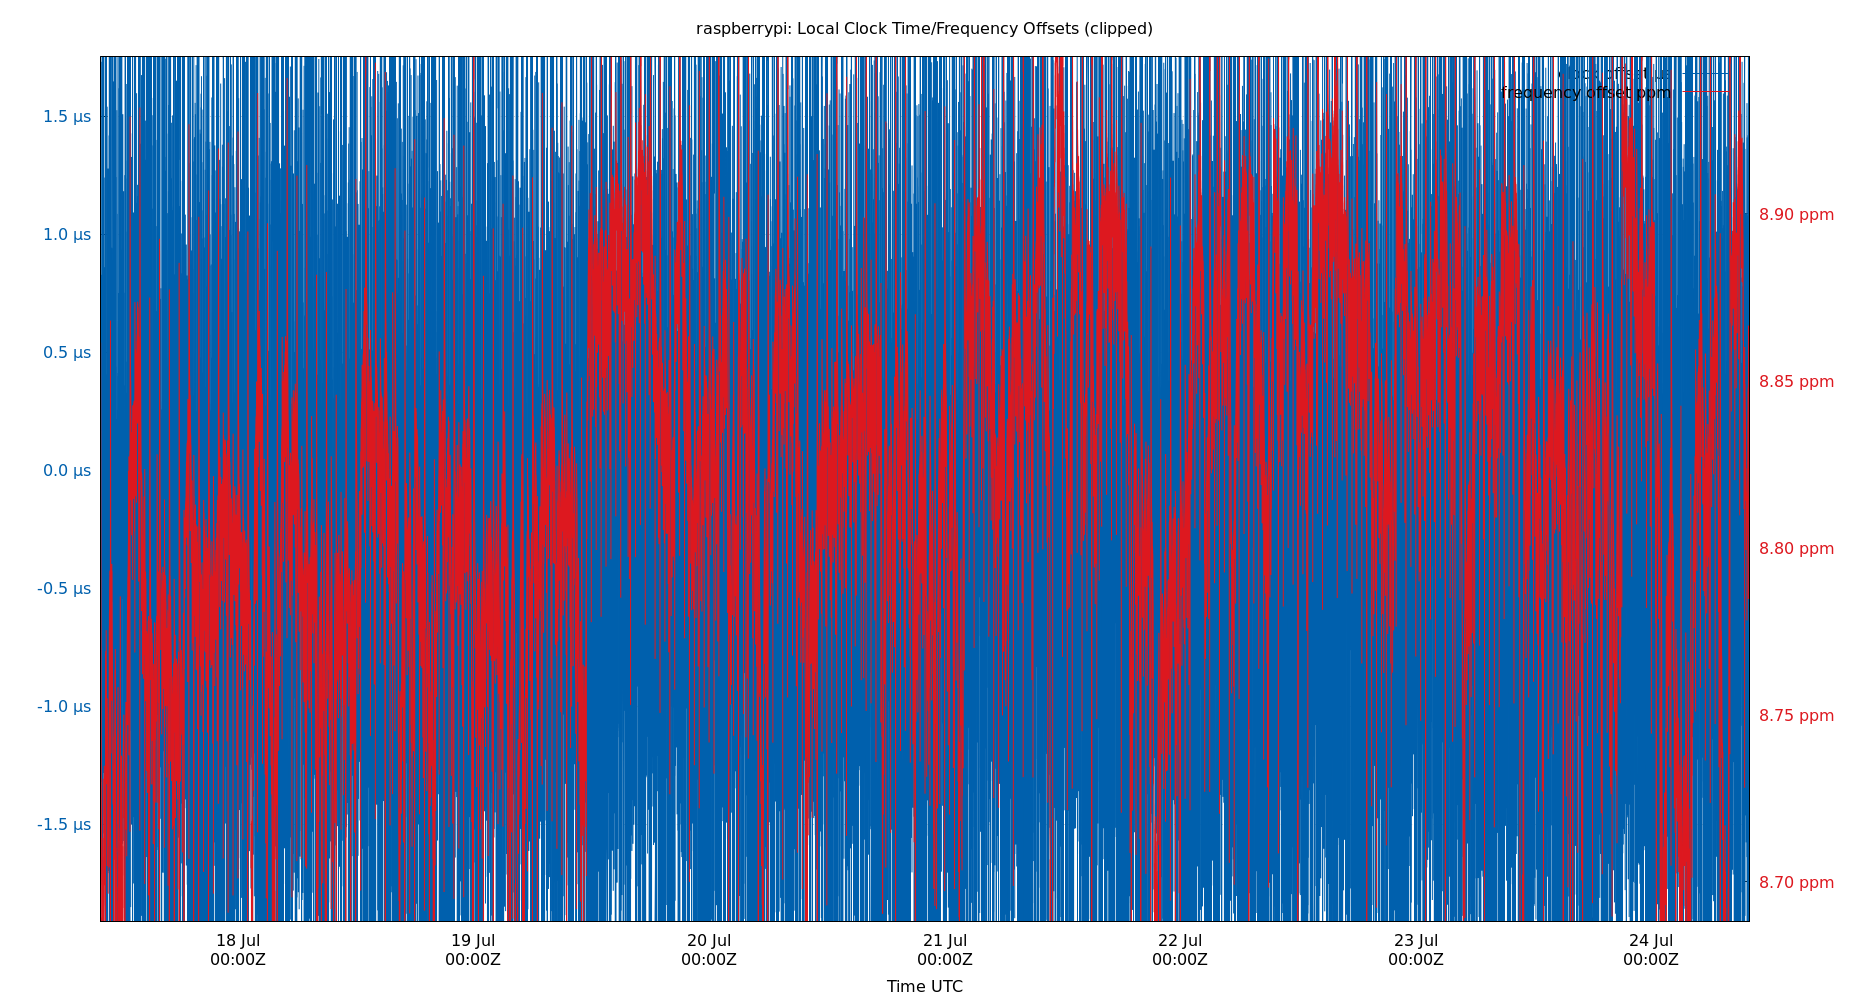 raspberrypi: Local Clock Time/Frequency Offsets (clipped)
clock offset µs
frequency offset ppm
1.5 µs
1.0 µs
0.5 µs
0.0 µs
-0.5 µs
-1.0 µs
-1.5 µs
8.90 ppm
8.85 ppm
8.80 ppm
8.75 ppm
8.70 ppm
18 Jul
00:00Z
19 Jul
00:00Z
20 Jul
00:00Z
21 Jul
00:00Z
22 Jul
00:00Z
23 Jul
00:00Z
24 Jul
00:00Z
Time UTC